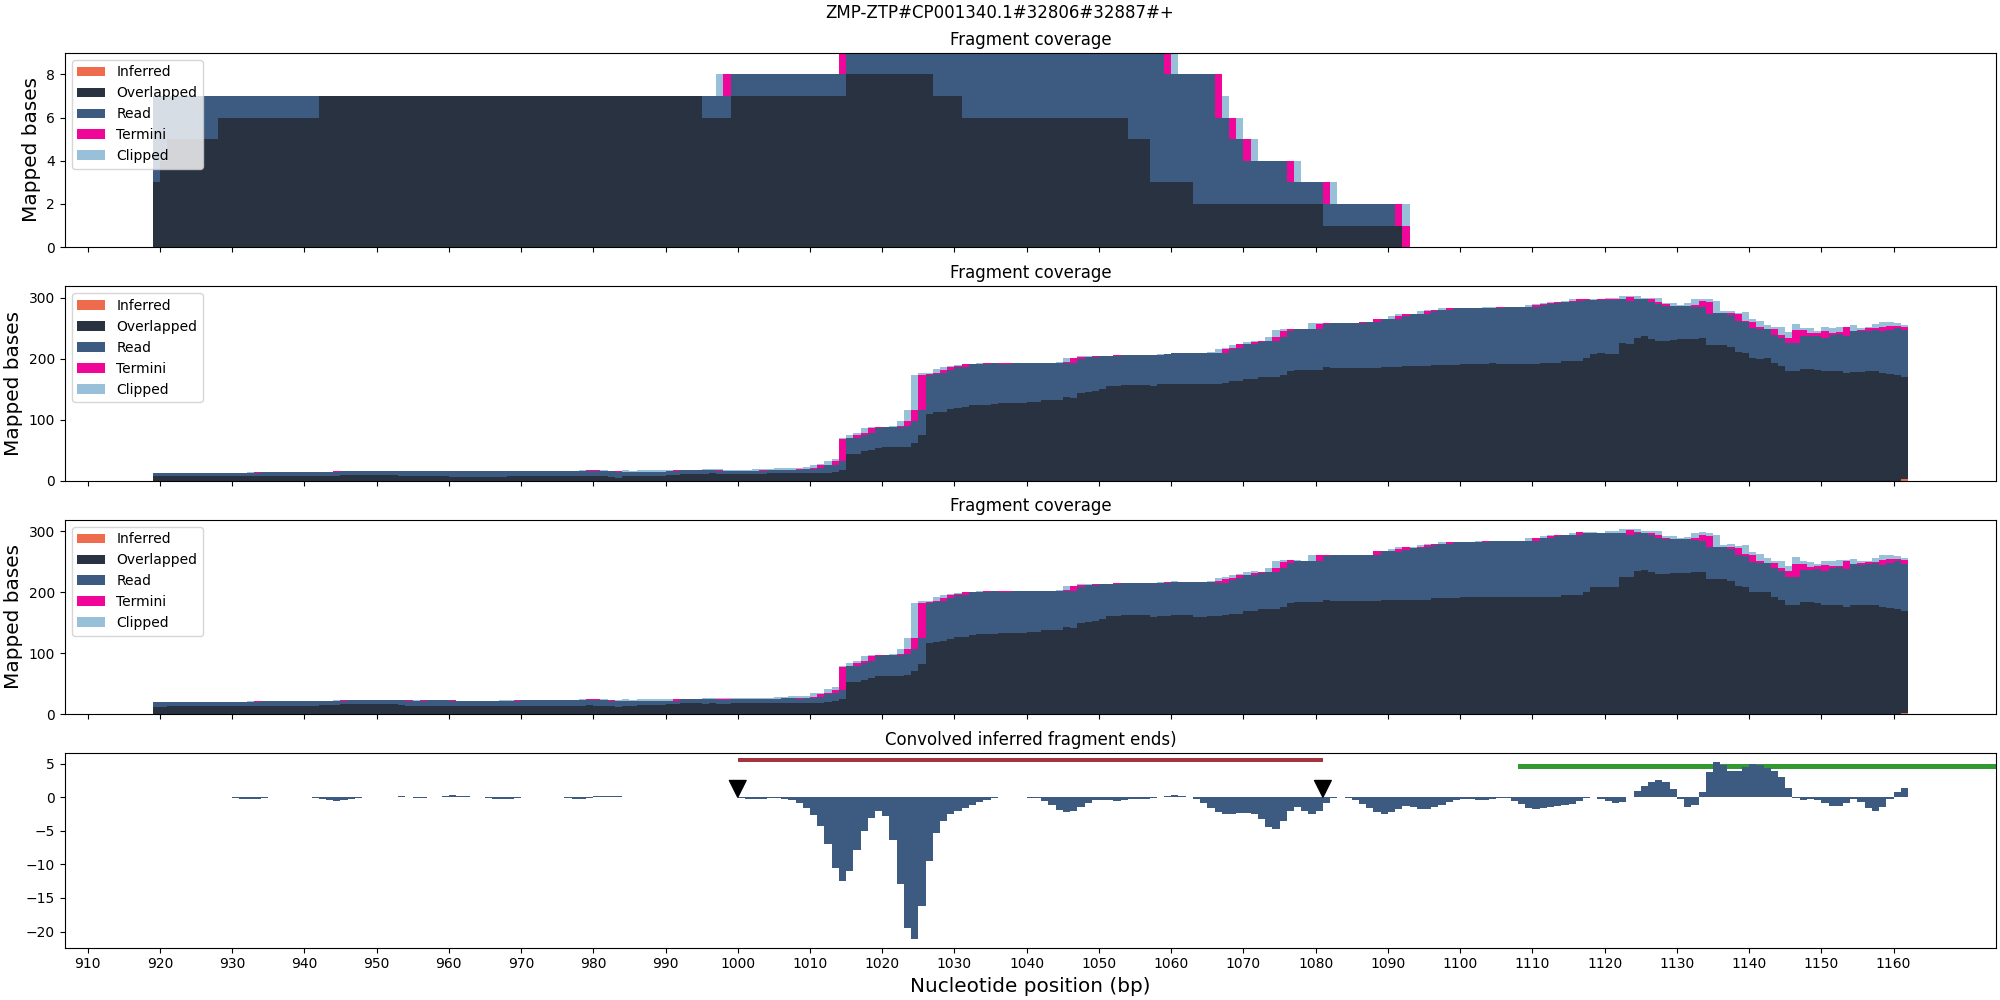 ZMP-ZTP#CP001340.1#32806#32887#+
Fragment coverage
Mapped bases
8
6
4
2
0
Inferred
Overlapped
Read
Termini
Clipped
Fragment coverage
Mapped bases
300
200
100
0
Inferred
Overlapped
Read
Termini
Clipped
Fragment coverage
Mapped bases
300
200
100
0
Inferred
Overlapped
Read
Termini
Clipped
Convolved inferred fragment ends)
5
0
−5
−10
−15
−20
910 920 930 940 950 960 970 980 990 1000 1010 1020 1030 1040 1050 1060 1070 1080 1090 1100 1110 1120 1130 1140 1150 1160
Nucleotide position (bp)